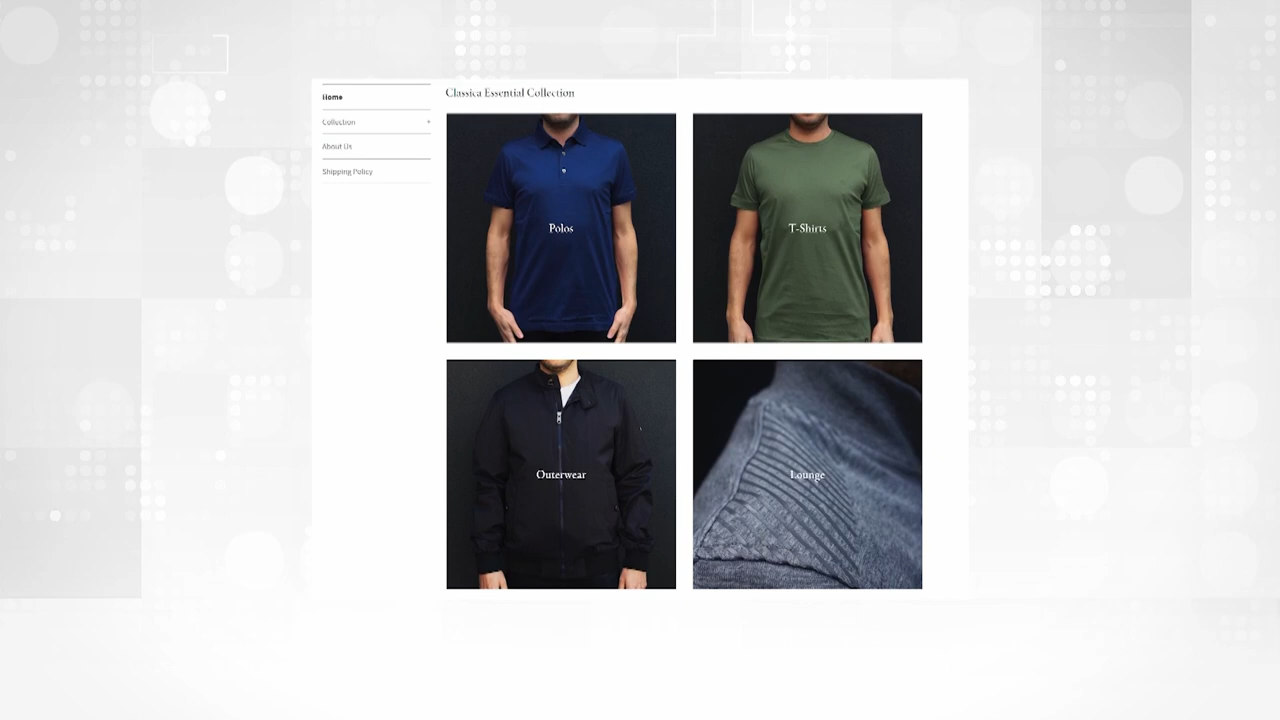 Home
Collection
About Us
Shipping Policy
Classica Essential Collection
Polos
T-Shirts
Outerwear
Lounge